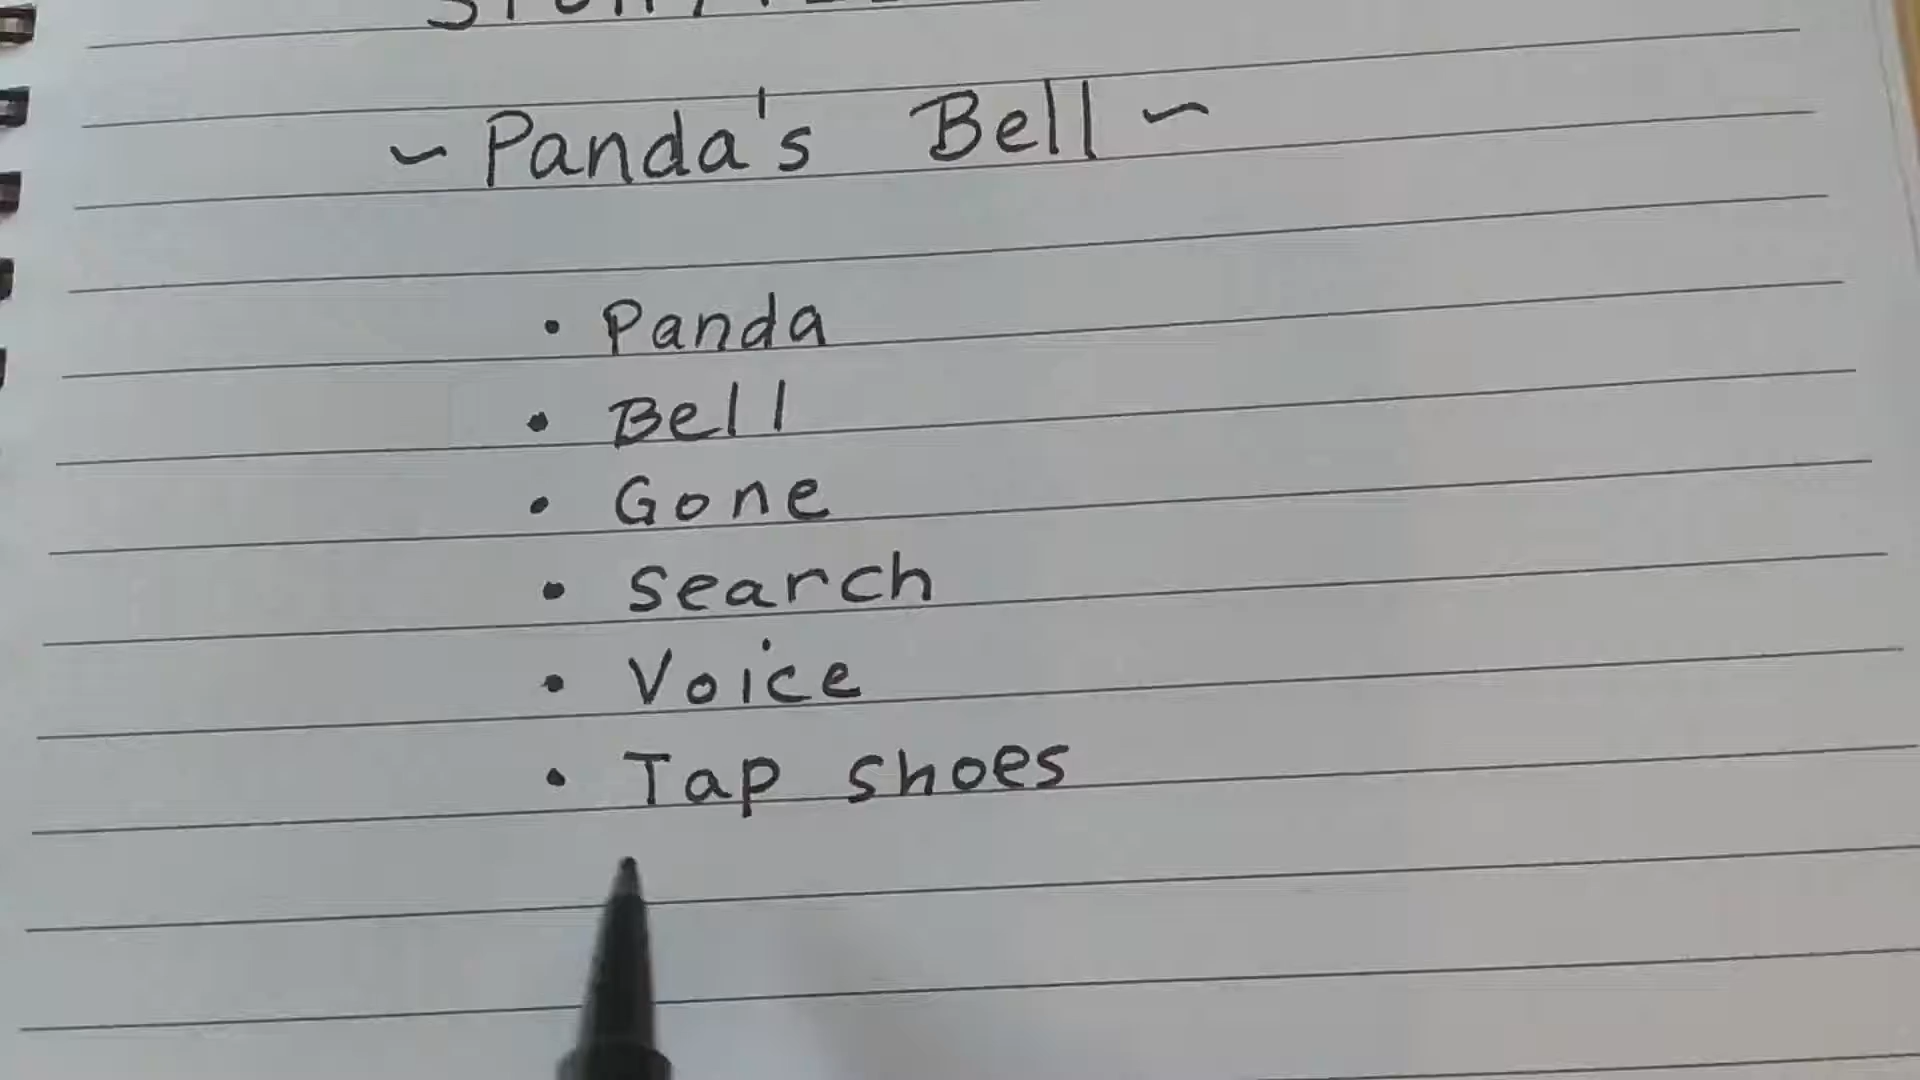 ~ Panda's Bell ~
• Panda
• Bell
• Gone
• Search
• Voice
• Tap shoes